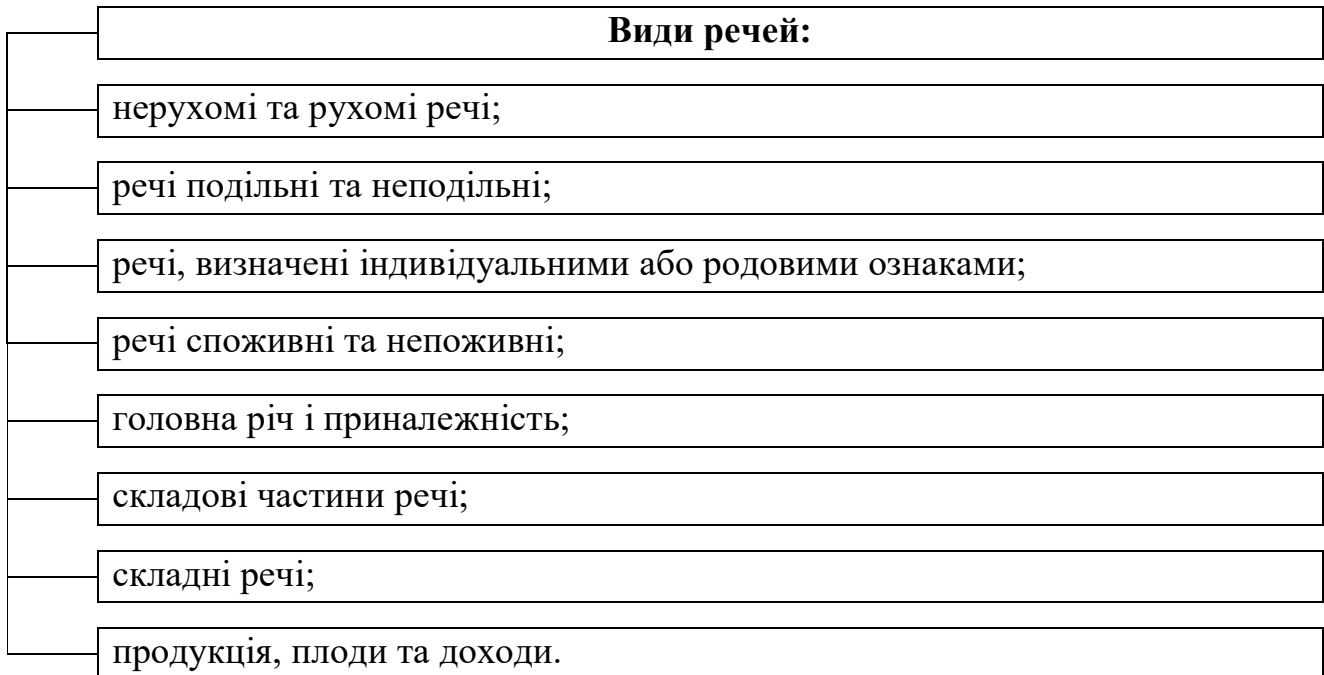 Види речей:
нерухомі та рухомі речі;
речі подільні та неподільні;
речі, визначені індивідуальними або родовими ознаками;
речі споживні та непоживні;
головна річ і приналежність;
складові частини речі;
складні речі;
продукція, плоди та доходи.